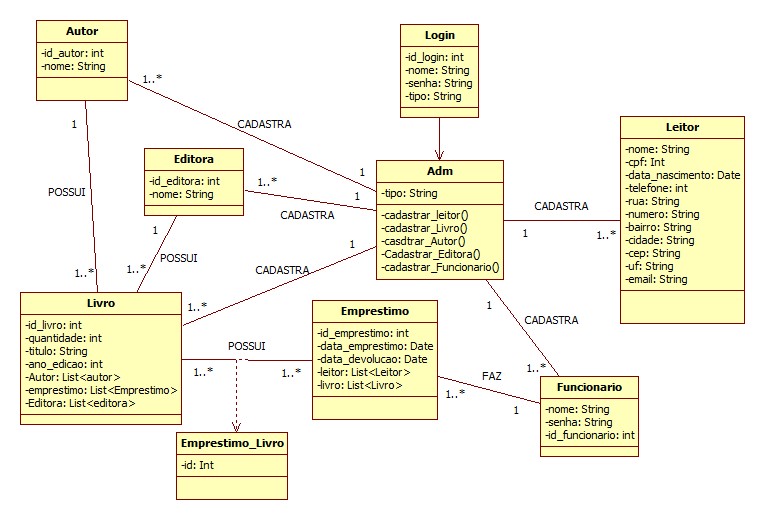 Autor
-id_autor: int
-nome: String
Login
-id_login: int
-nome: String
-senha: String
-tipo: String
1..*
CADASTRA
1
1
POSSUI
1..*
Editora
-id_editora: int
-nome: String
1..*
CADASTRA
1
1
POSSUI
1..*
Adm
-tipo: String
-cadastrar_leitor()
-cadastrar_Livro()
-casdtrar_Autor()
-Cadastrar_Editora()
-cadastrar_Funcionario()
CADASTRA
1
1..*
Leitor
-nome: String
-cpf: Int
-data_nascimento: Date
-telefone: int
-rua: String
-numero: String
-bairro: String
-cidade: String
-cep: String
-uf: String
-email: String
1
CADASTRA
1..*
Livro
-id_livro: int
-quantidade: int
-titulo: String
-ano_edicao: int
-Autor: List<autor>
-emprestimo: List<Emprestimo>
-Editora: List<editora>
POSSUI
1..*
1..*
Emprestimo
-id_emprestimo: int
-data_emprestimo: Date
-data_devolucao: Date
-leitor: List<Leitor>
-livro: List<Livro>
1
CADASTRA
1..*
FAZ
1..*
1
Funcionario
-nome: String
-senha: String
-id_funcionario: int
Emprestimo_Livro
-id: Int